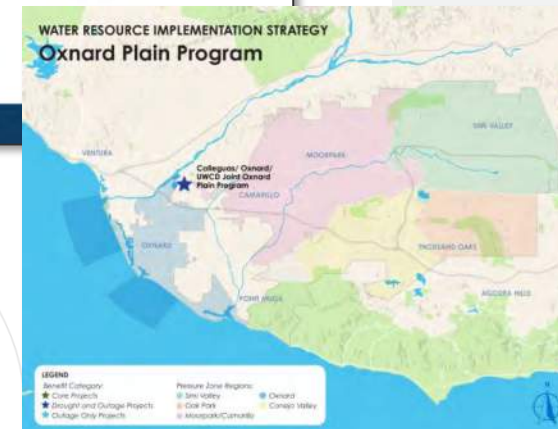 WATER RESOURCE IMPLEMENTATION STRATEGY
Oxnard Plain Program
SIMI VALLEY
VENTURA
MOORPARK
Calleguas/ Oxnard/
UWCD Joint Oxnard
Plain Program
CAMARILLO
OXNARD
THOUSAND OAKS
PORT HUENEME
AGOURA HILLS
LEGEND
Benefit Category
Core Projects
Drought and Outage Projects
Outage Only Projects
Pressure Zone Regions
Simi Valley
Oak Park
Moorpark/Camarillo
Oxnard
Conejo Valley
N